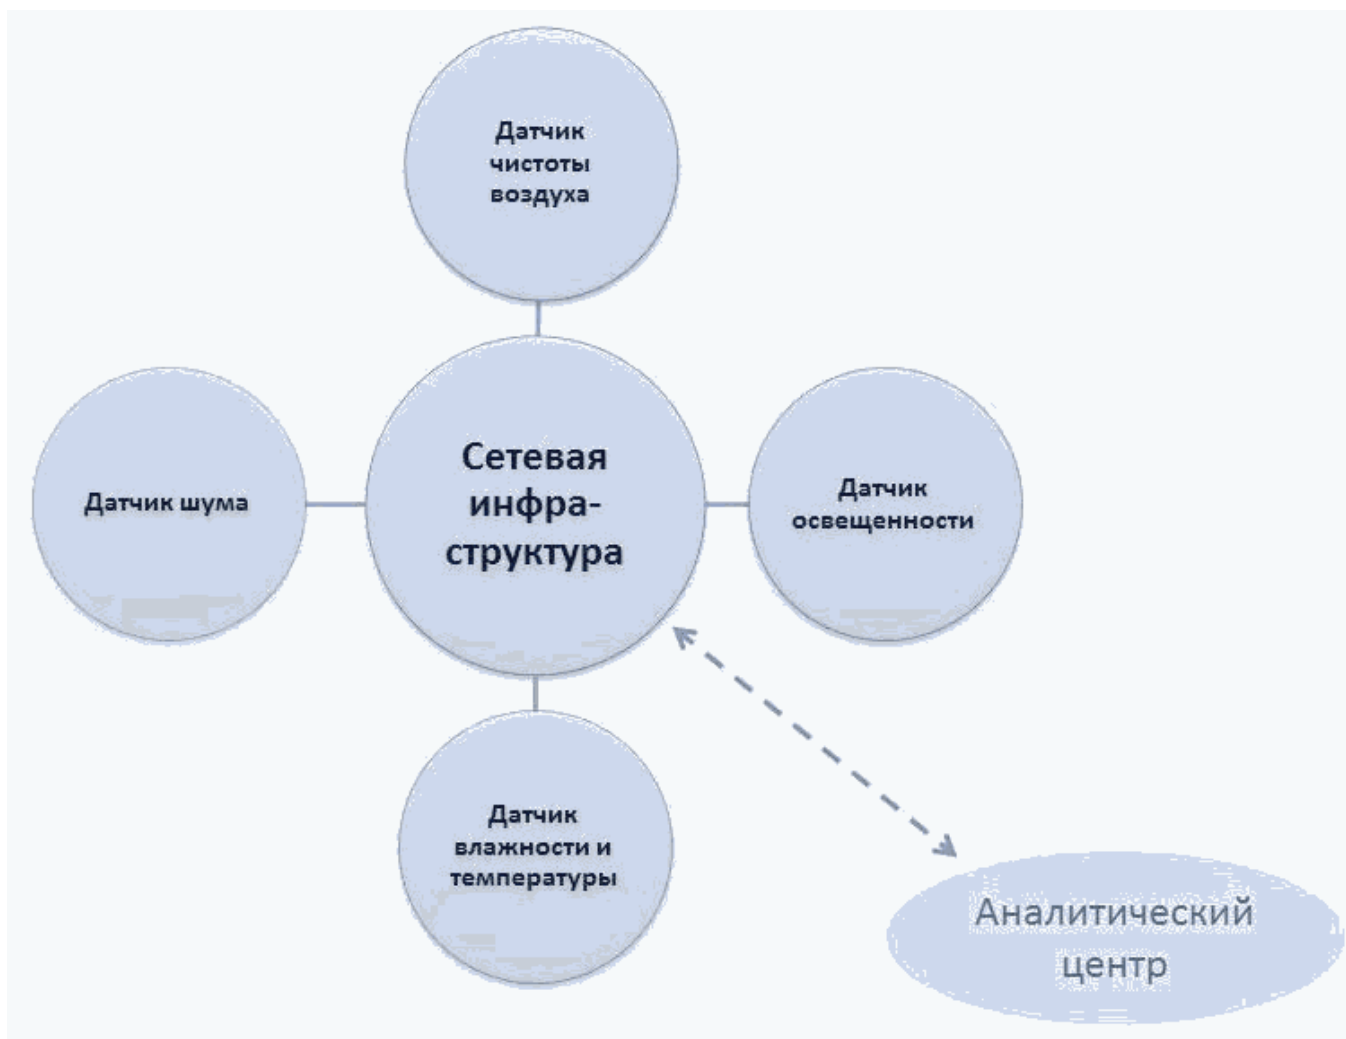 Датчик
чистоты
воздуха
Датчик шума
Сетевая
инфра-
структура
Датчик
освещенности
Датчик
влажности и
температуры
Аналитический
центр